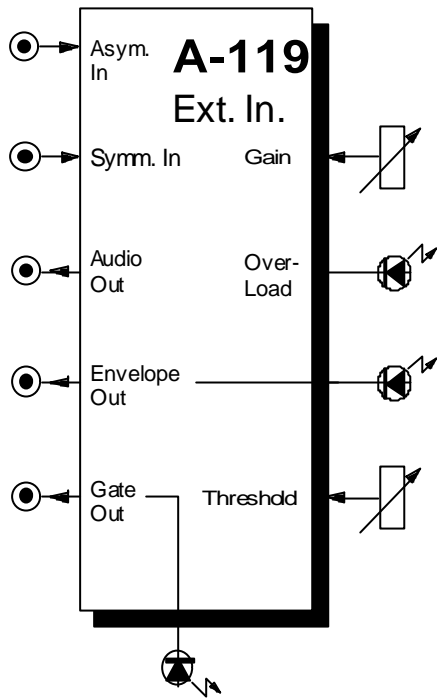 Asym.
In
A-119
Ext. In.
Symm. In
Gain
Audio
Out
Over-
Load
Envelope
Out
Gate
Out
Threshold